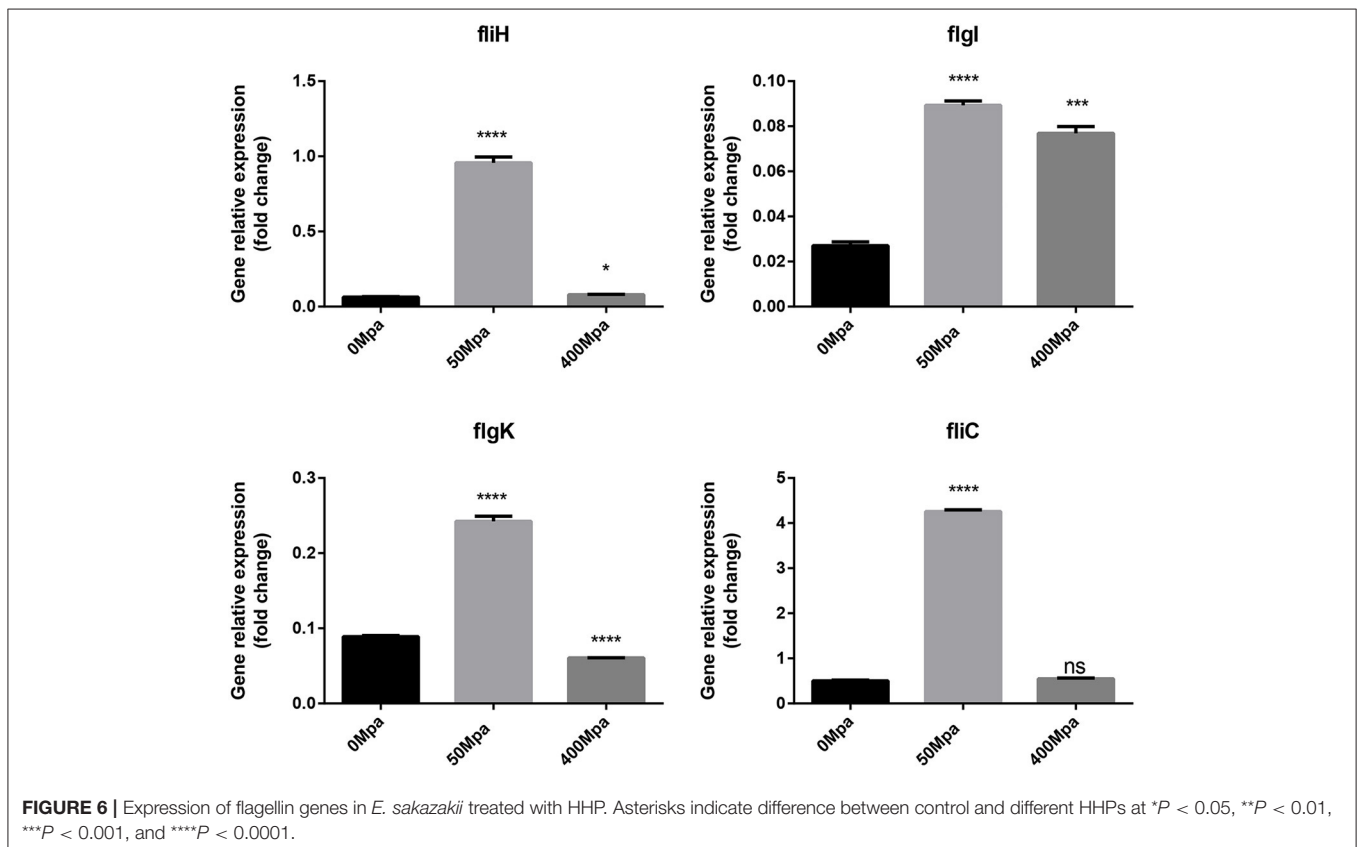 fliH
Gene relative expression
(fold change)
1.5
1.0
0.5
0.0
****
*
0Mpa
50Mpa
400Mpa
flgI
Gene relative expression
(fold change)
0.10
0.08
0.06
0.04
0.02
0.00
****
***
0Mpa
50Mpa
400Mpa
flgK
Gene relative expression
(fold change)
0.3
0.2
0.1
0.0
****
****
0Mpa
50Mpa
400Mpa
fliC
Gene relative expression
(fold change)
5
4
3
2
1
0
****
ns
0Mpa
50Mpa
400Mpa
FIGURE 6 | Expression of flagellin genes in E. sakazakii treated with HHP. Asterisks indicate difference between control and different HHPs at *P < 0.05, **P < 0.01,
***P < 0.001, and ****P < 0.0001.